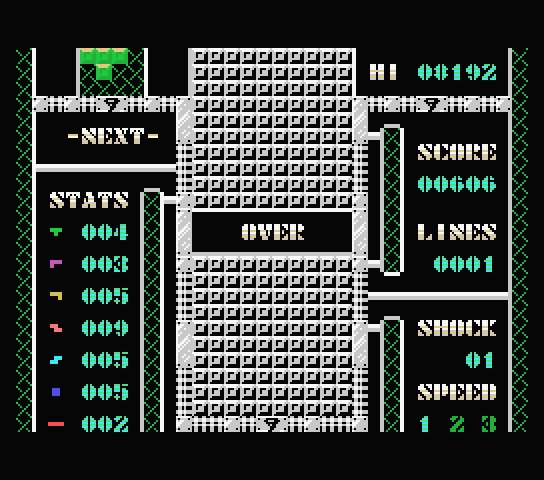 HI 00192
-NEXT-
SCORE
00606
STATS
004
OVER
LINES
003
0001
005
009
SHOCK
005
01
005
SPEED
002
1 2 3